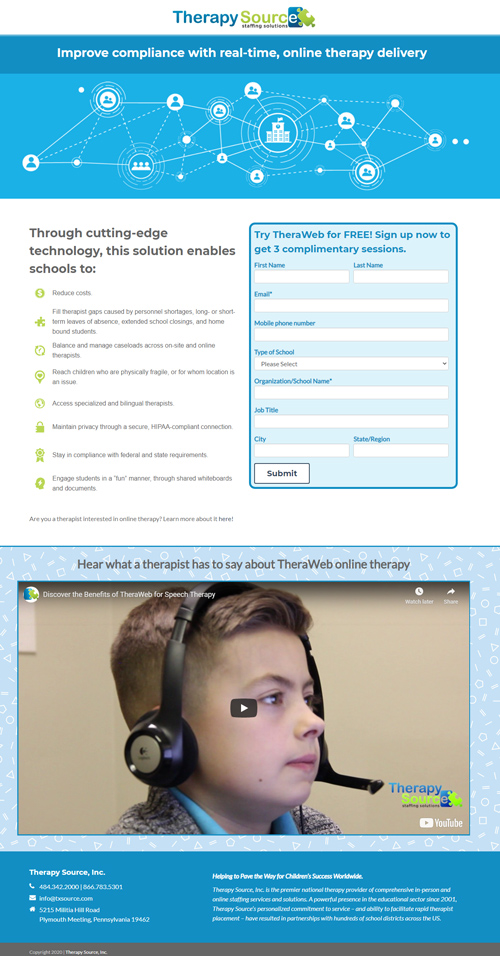 Therapy Source
staffing solutions
Improve compliance with real-time, online therapy delivery
Through cutting-edge
technology, this solution enables
schools to:
Reduce costs.
Fill therapist gaps caused by personnel shortages, long- or short-
term leaves of absence, extended school closings, and home
bound students.
Balance and manage caseloads across on-site and online
therapists.
Reach children who are physically fragile, or for whom location is
an issue.
Access specialized and bilingual therapists.
Maintain privacy through a secure, HIPAA-compliant connection.
Stay in compliance with federal and state requirements.
Engage students in a "fun" manner, through shared whiteboards
and documents.
Are you a therapist interested in online therapy? Learn more about it here!
Try TheraWeb for FREE! Sign up now to
get 3 complimentary sessions.
First Name Last Name
Email*
Mobile phone number
Type of School
Please Select
Organization/School Name*
Job Title
City State/Region
Submit
Hear what a therapist has to say about TheraWeb online therapy
Discover the Benefits of TheraWeb for Speech Therapy
Watch later Share
logitech
Therapy
Source
staffing solutions
YouTube
Therapy Source, Inc.
484.342.2000 | 866.783.5301
info@txsource.com
5215 Militia Hill Road
Plymouth Meeting, Pennsylvania 19462
Helping to Pave the Way for Children's Success Worldwide.
Therapy Source, Inc. is the premier national therapy provider of comprehensive in-person and
online staffing services and solutions. A powerful presence in the educational sector since 2001,
Therapy Source's personalized commitment to service – and ability to facilitate rapid therapist
placement – have resulted in partnerships with hundreds of school districts across the US.
Copyright 2020 | Therapy Source, Inc.